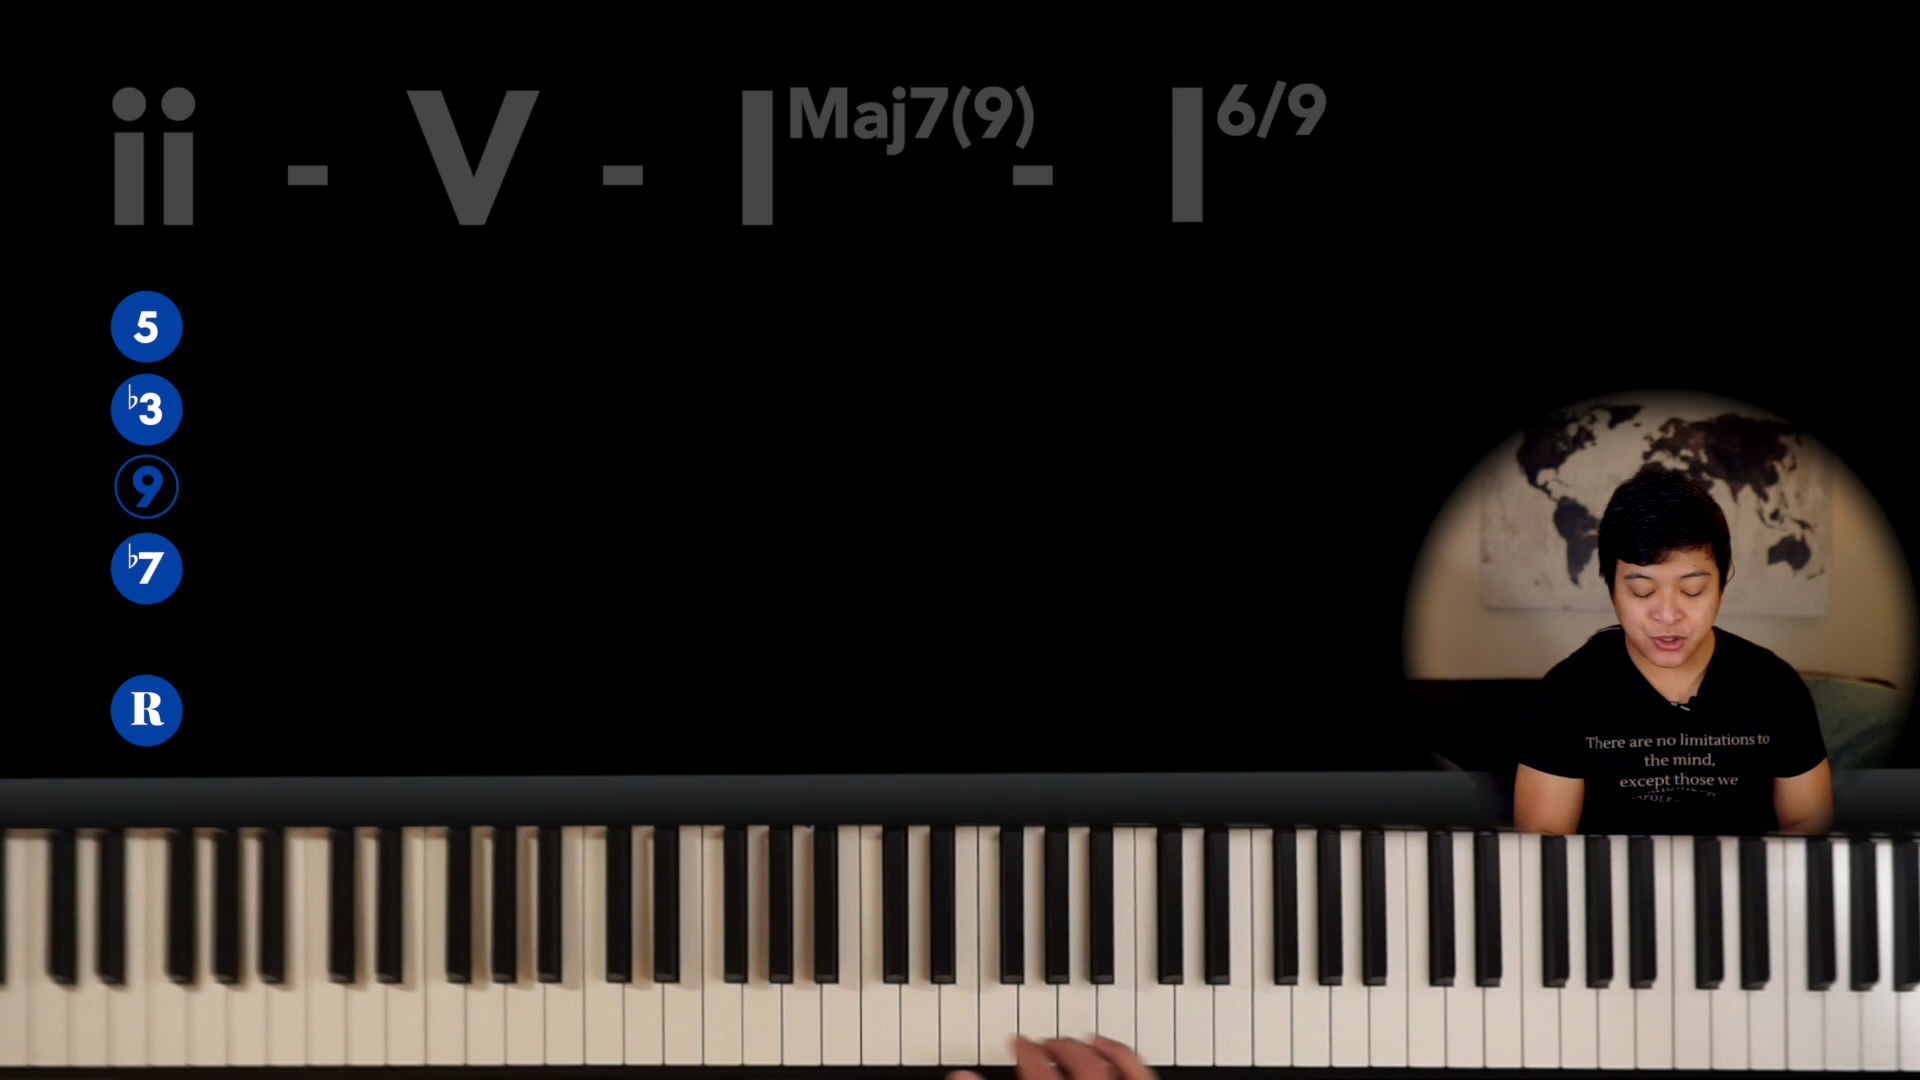 ii - V - I Maj7(9) - I 6/9
5
♭3
9
♭7
R
There are no limitations to
the mind,
except those we